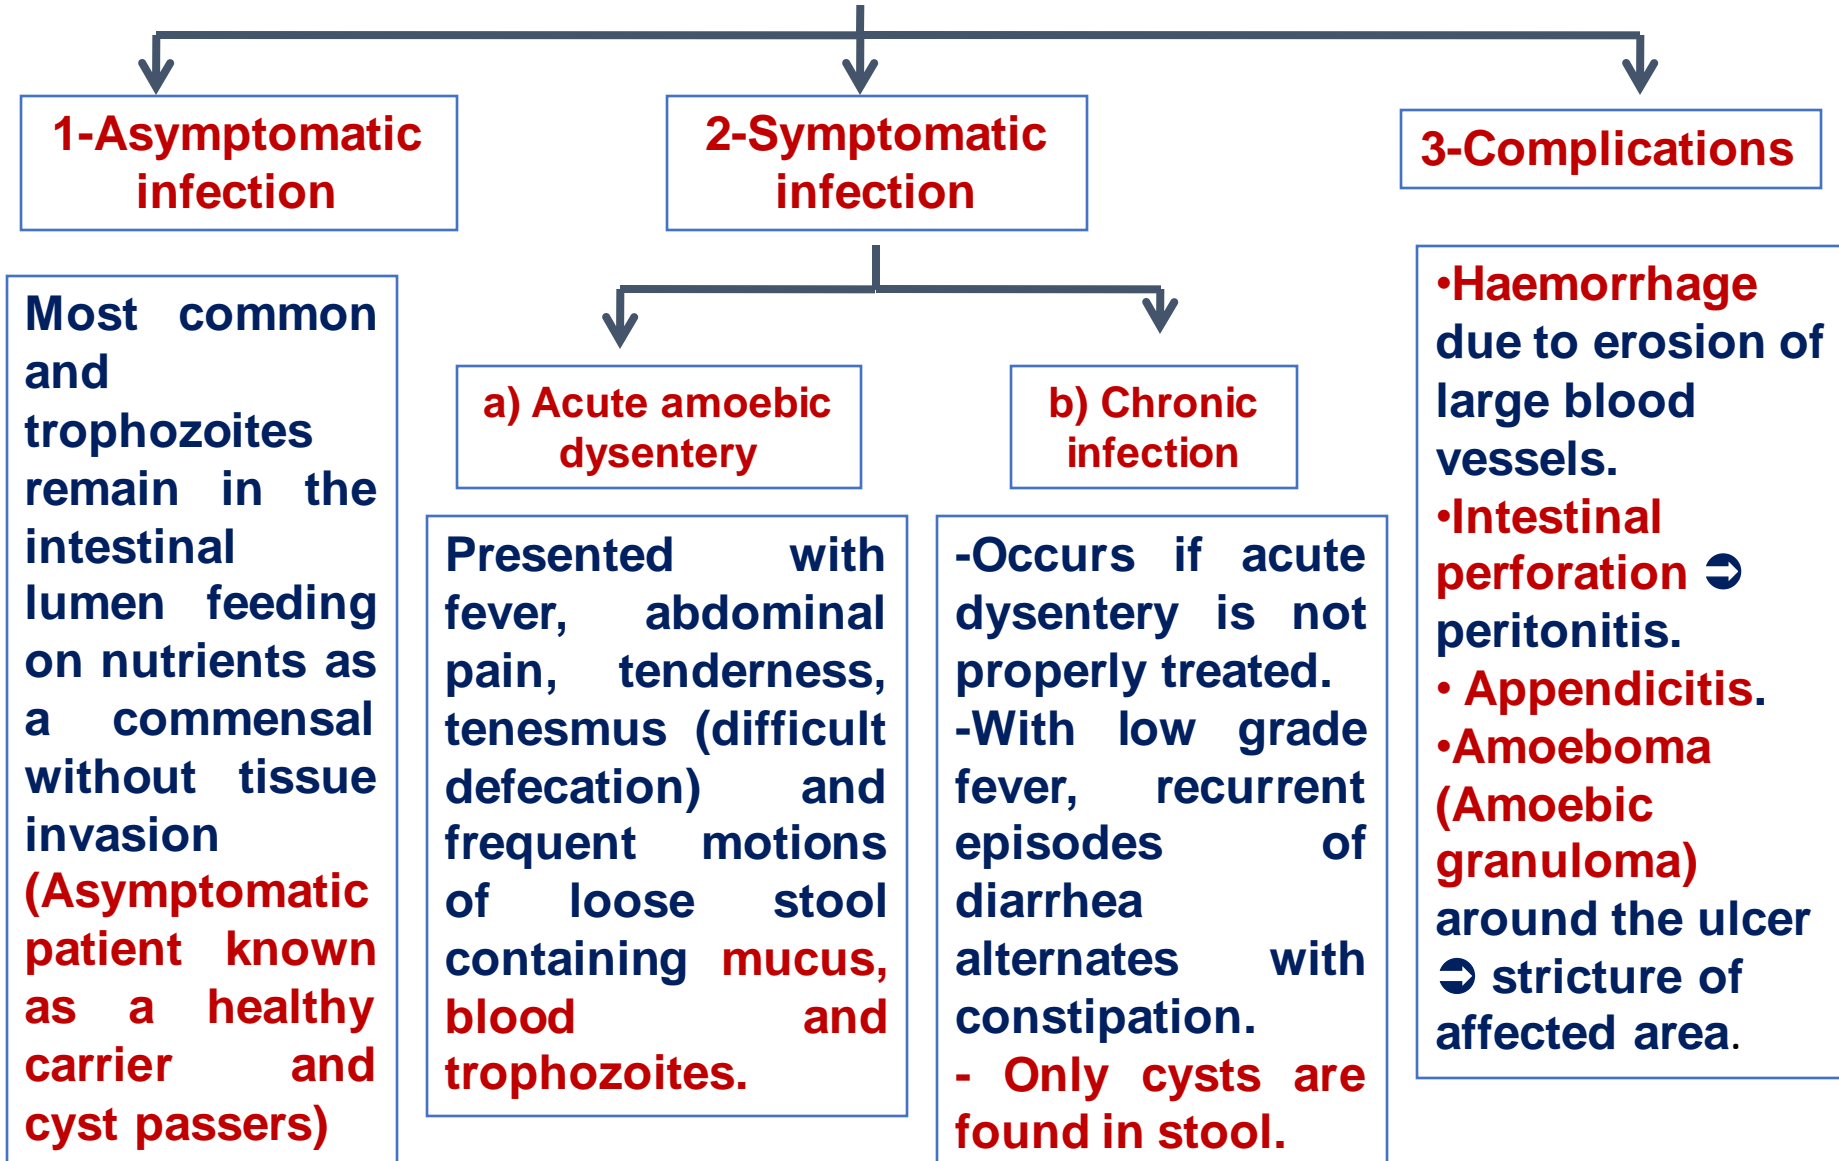 1-Asymptomatic
infection
Most common
and
trophozoites
remain in the
intestinal
lumen feeding
on nutrients as
a commensal
without tissue
invasion
(Asymptomatic
patient known
as a healthy
carrier and
cyst passers)
2-Symptomatic
infection
a) Acute amoebic
dysentery
Presented with
fever, abdominal
pain, tenderness,
tenesmus (difficult
defecation) and
frequent motions
of loose stool
containing mucus,
blood and
trophozoites.
b) Chronic
infection
-Occurs if acute
dysentery is not
properly treated.
-With low grade
fever, recurrent
episodes of
diarrhea
alternates with
constipation.
- Only cysts are
found in stool.
3-Complications
•Haemorrhage
due to erosion of
large blood
vessels.
•Intestinal
perforation ➲
peritonitis.
• Appendicitis.
•Amoeboma
(Amoebic
granuloma)
around the ulcer
➲ stricture of
affected area.